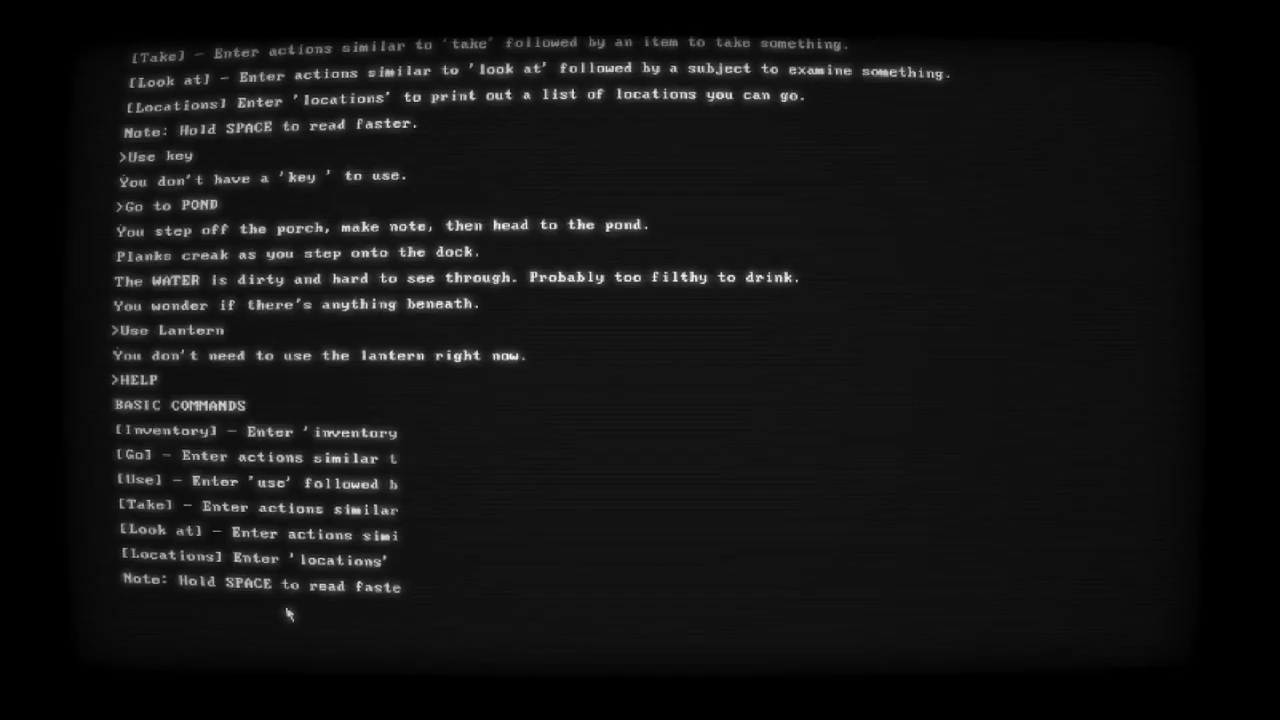 [Take] - Enter actions similar to 'take' followed by an item to take something.
[Look at] - Enter actions similar to 'look at' followed by a subject to examine something.
[Locations] Enter 'locations' to print out a list of locations you can go.
Note: Hold SPACE to read faster.
>Use key
You don't have a 'key ' to use.
>Go to POND
You step off the porch, make note, then head to the pond.
Planks creak as you step onto the dock.
The WATER is dirty and hard to see through. Probably too filthy to drink.
You wonder if there's anything beneath.
>Use Lantern
You don't need to use the lantern right now.
>HELP
BASIC COMMANDS
[Inventory] - Enter 'inventory
[Go] - Enter actions similar t
[Use] - Enter 'use' followed b
[Take] - Enter actions similar
[Look at] - Enter actions simi
[Locations] Enter 'locations'
Note: Hold SPACE to read faste